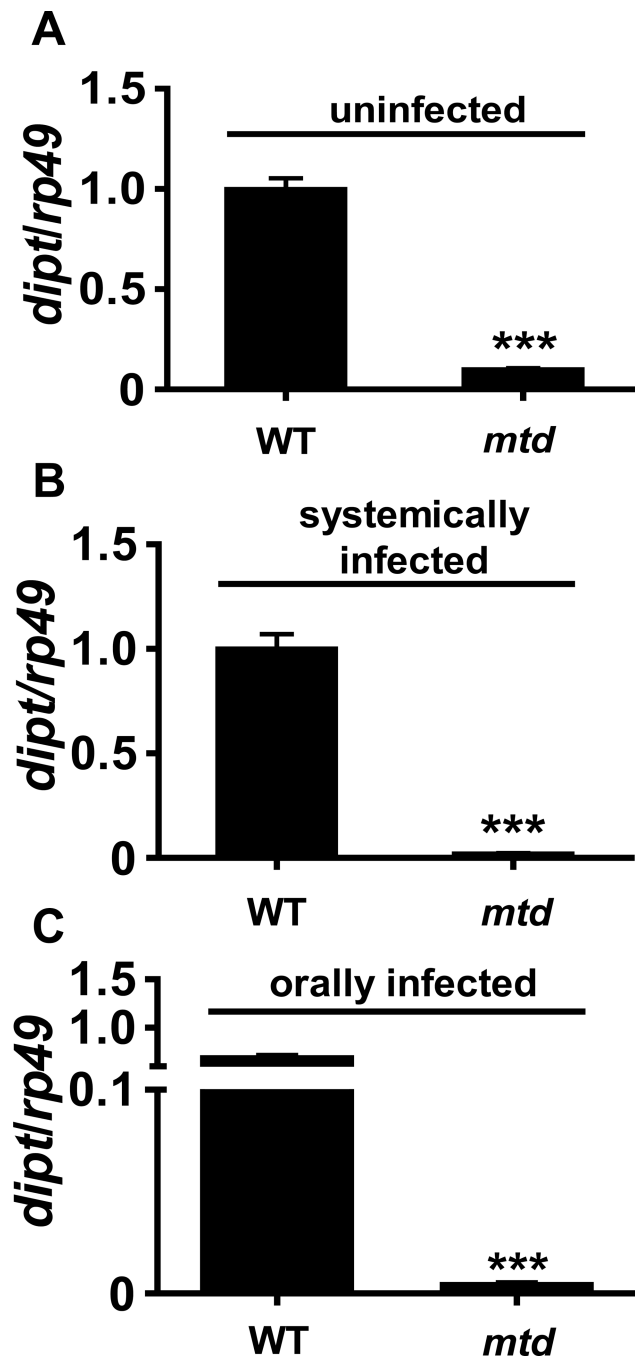 A
uninfected
dipt/rp49
1.5
1.0
0.5
0
***
WT
mtd
B
systemically
infected
dipt/rp49
1.5
1.0
0.5
0
***
WT
mtd
C
orally infected
dipt/rp49
1.5
1.0
0.1
0
***
WT
mtd